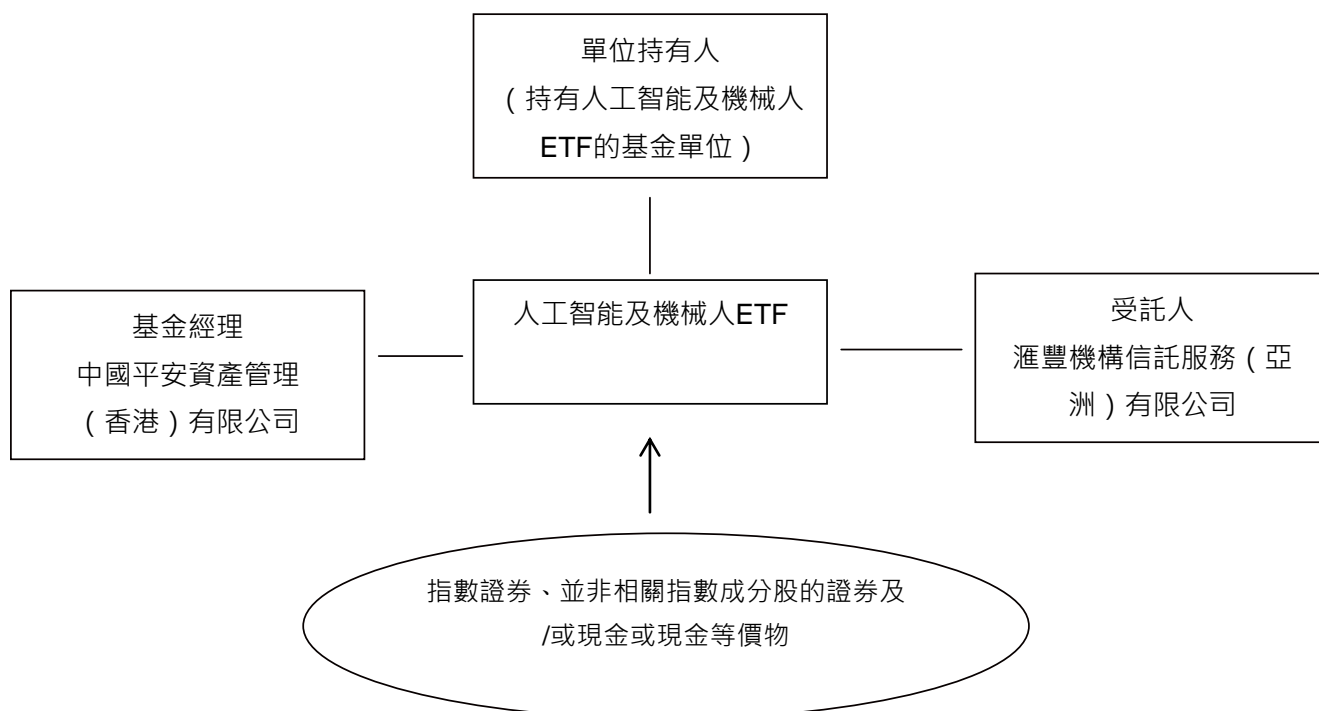 單位持有人
（持有人工智能及機械人
ETF的基金單位）
基金經理
中國平安資產管理
（香港）有限公司
人工智能及機械人ETF
受託人
滙豐機構信託服務（亞
洲）有限公司
指數證券、並非相關指數成分股的證券及
/或現金或現金等價物